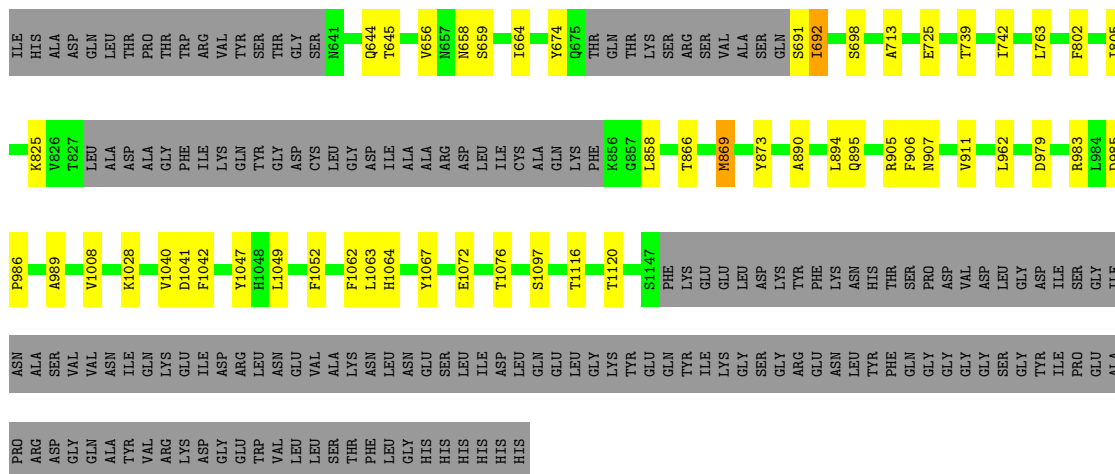 ILE HIS ALA ASP GLN LEU THR PRO THR TRP ARG VAL TYR SER THR GLY SER N641 Q644 T645 V656 N657 N658 S659 I664 Y674 Q675 THR GLN THR LYS SER ARG SER VAL ALA SER GLN S691 I692 S698 A713 E725 T739 I742 L763 F802
K825 V826 T827 LEU ALA ASP ALA GLY PHE ILE LYS GLN TYR GLY ASP CYS LEU GLY ASP ILE ALA ALA ARG ASP LEU ILE CYS ALA GLN LYS PHE K856 G857 L858 T866 M869 Y873 A890 L894 Q895 R905 F906 N907 V911 L962 D979 R983 L984 D985
P986 A989 V1008 K1028 V1040 D1041 F1042 Y1047 H1048 L1049 F1052 F1062 L1063 H1064 Y1067 E1072 T1076 S1097 T1116 T1120 S1147 PHE LYS GLU GLU LEU ASP LYS TYR PHE LYS ASN HIS THR SER PRO ASP VAL ASP LEU GLY ASP ILE SER GLY ILE
ASN ALA SER VAL VAL ASN ILE GLN LYS GLU ILE ASP ARG LEU ASN GLU VAL ALA LYS ASN LEU ASN GLU SER LEU ILE ASP LEU GLN GLU LEU GLY LYS TYR GLU GLN TYR ILE LYS GLY SER GLY ARG GLU ASN LEU TYR PHE GLN GLY GLY GLY GLY SER GLY TYR ILE PRO GLU ALA
PRO ARG ASP GLY GLN ALA TYR VAL ARG LYS ASP GLY GLU TRP VAL LEU LEU SER THR PHE LEU GLY HIS HIS HIS HIS HIS HIS